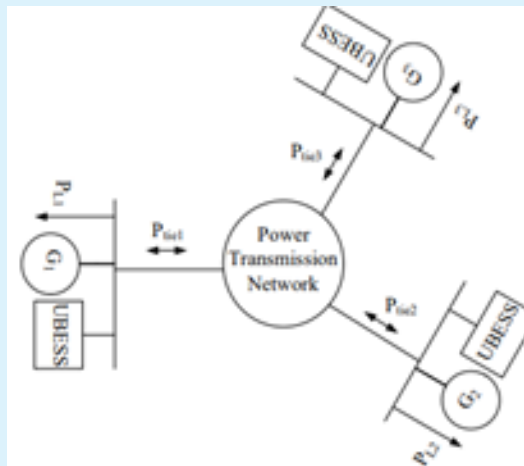 UBESS
G3
PL3
Ptie3
PL1
Ptie1
G1
UBESS
Power
Transmission
Network
Ptie2
UBESS
G2
PL2